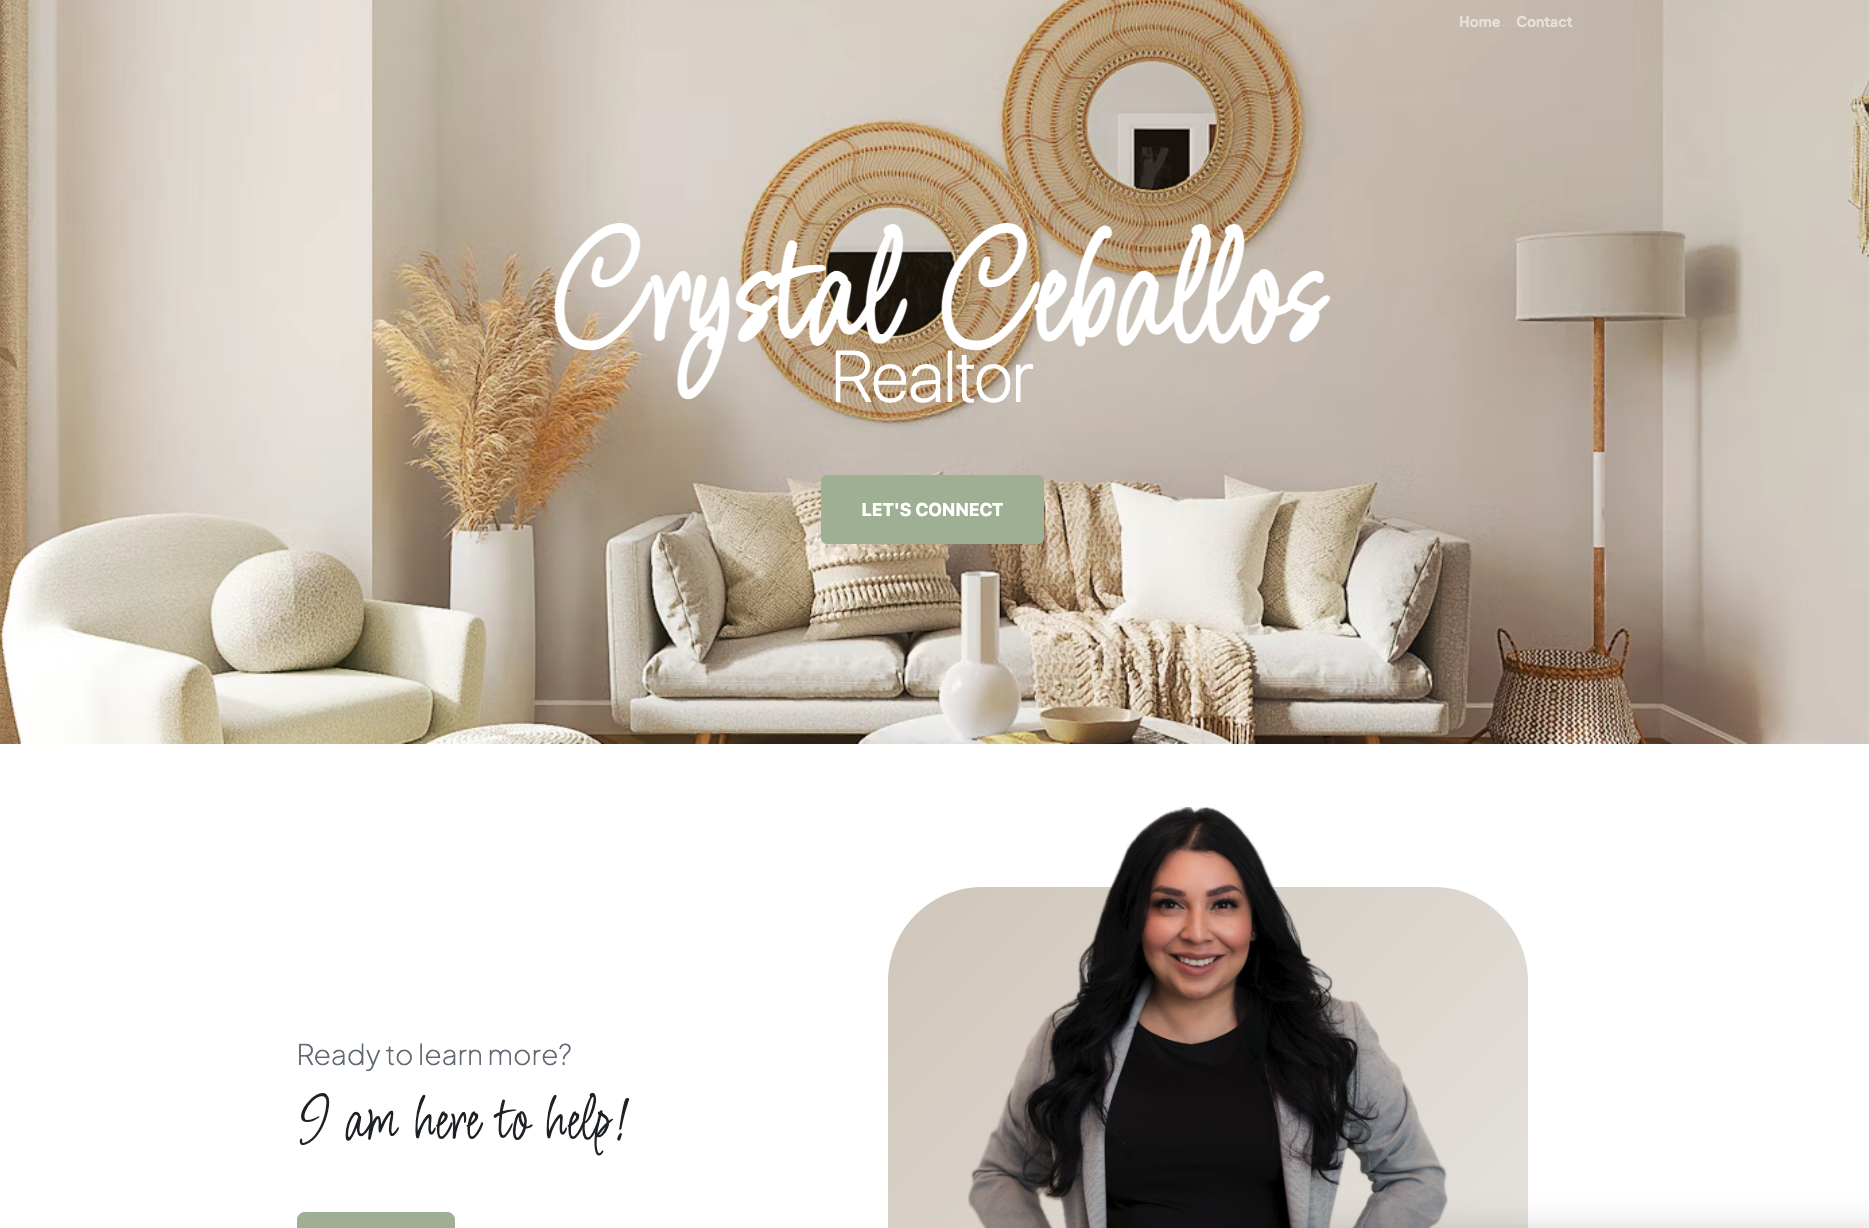 Home Contact
Crystal Ceballos
Realtor
LET'S CONNECT
Ready to learn more?
I am here to help!